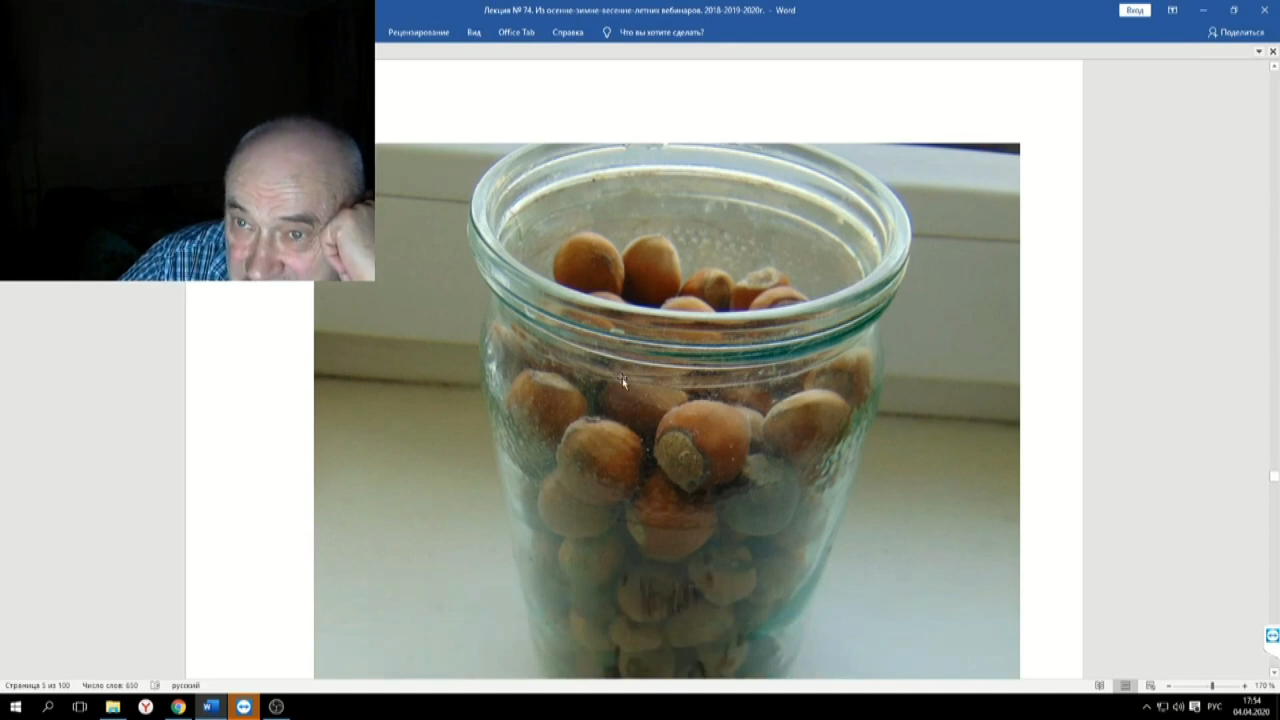 Лекция № 74. Из осенне-зимне-весенне-летних вебинаров. 2018-2019-2020г. - Word
Вход
Рецензирование Вид Office Tab Справка Что вы хотите сделать? Поделиться
Страница 5 из 100 Число слов: 650 русский 170 %
РУС 17:54
04.04.2020